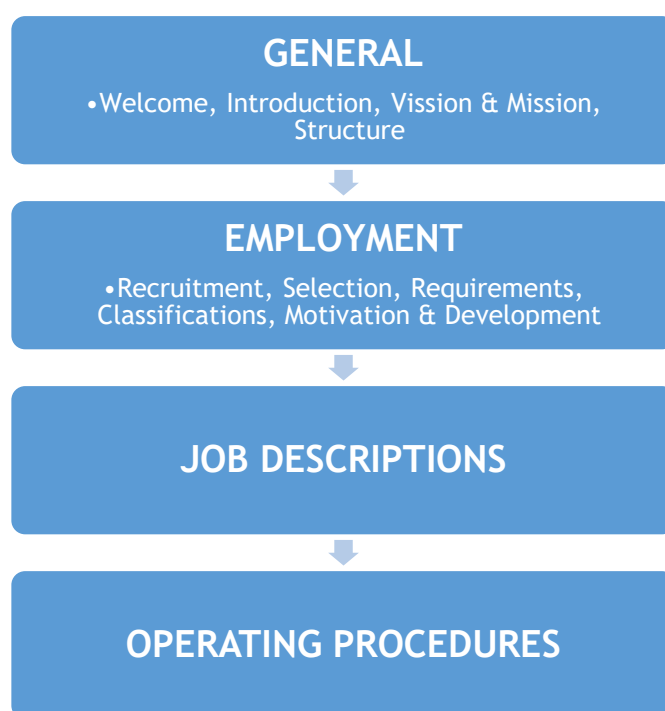 GENERAL
•Welcome, Introduction, Vission & Mission,
Structure
EMPLOYMENT
•Recruitment, Selection, Requirements,
Classifications, Motivation & Development
JOB DESCRIPTIONS
OPERATING PROCEDURES